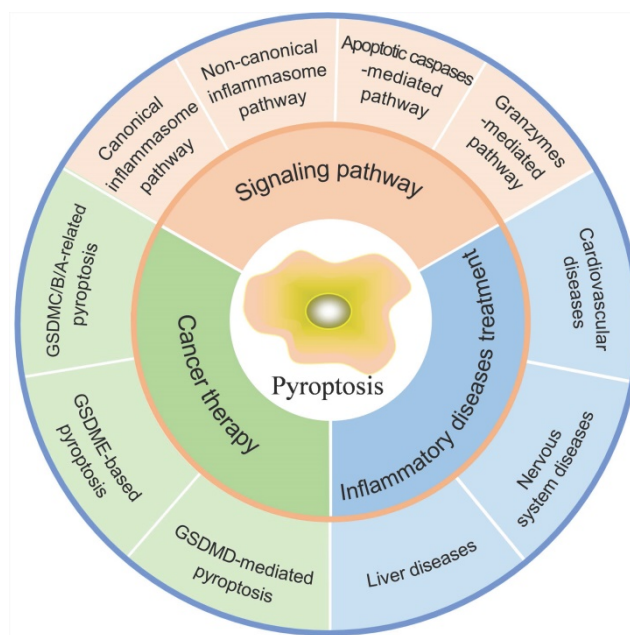 Canonical
inflammasome
pathway
Non-canonical
inflammasome
pathway
Apoptotic caspases
-mediated pathway
Granzymes
-mediated pathway
Signaling pathway
GSDMC/B/A-related
pyroptosis
GSDME-based
pyroptosis
GSDMD-mediated
pyroptosis
Cancer therapy
Cardiovascular
diseases
Nervous
system diseases
Liver diseases
Inflammatory diseases treatment
Pyroptosis